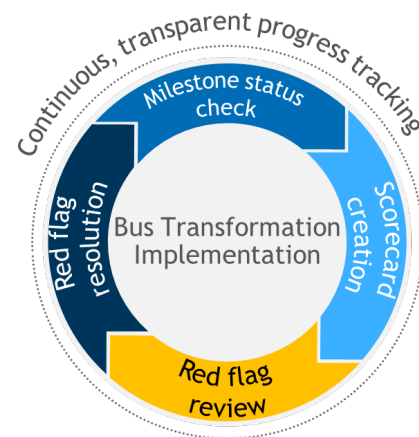 Continuous, transparent progress tracking
Milestone status
check
Scorecard
creation
Red flag
review
Red flag
resolution
Bus Transformation
Implementation